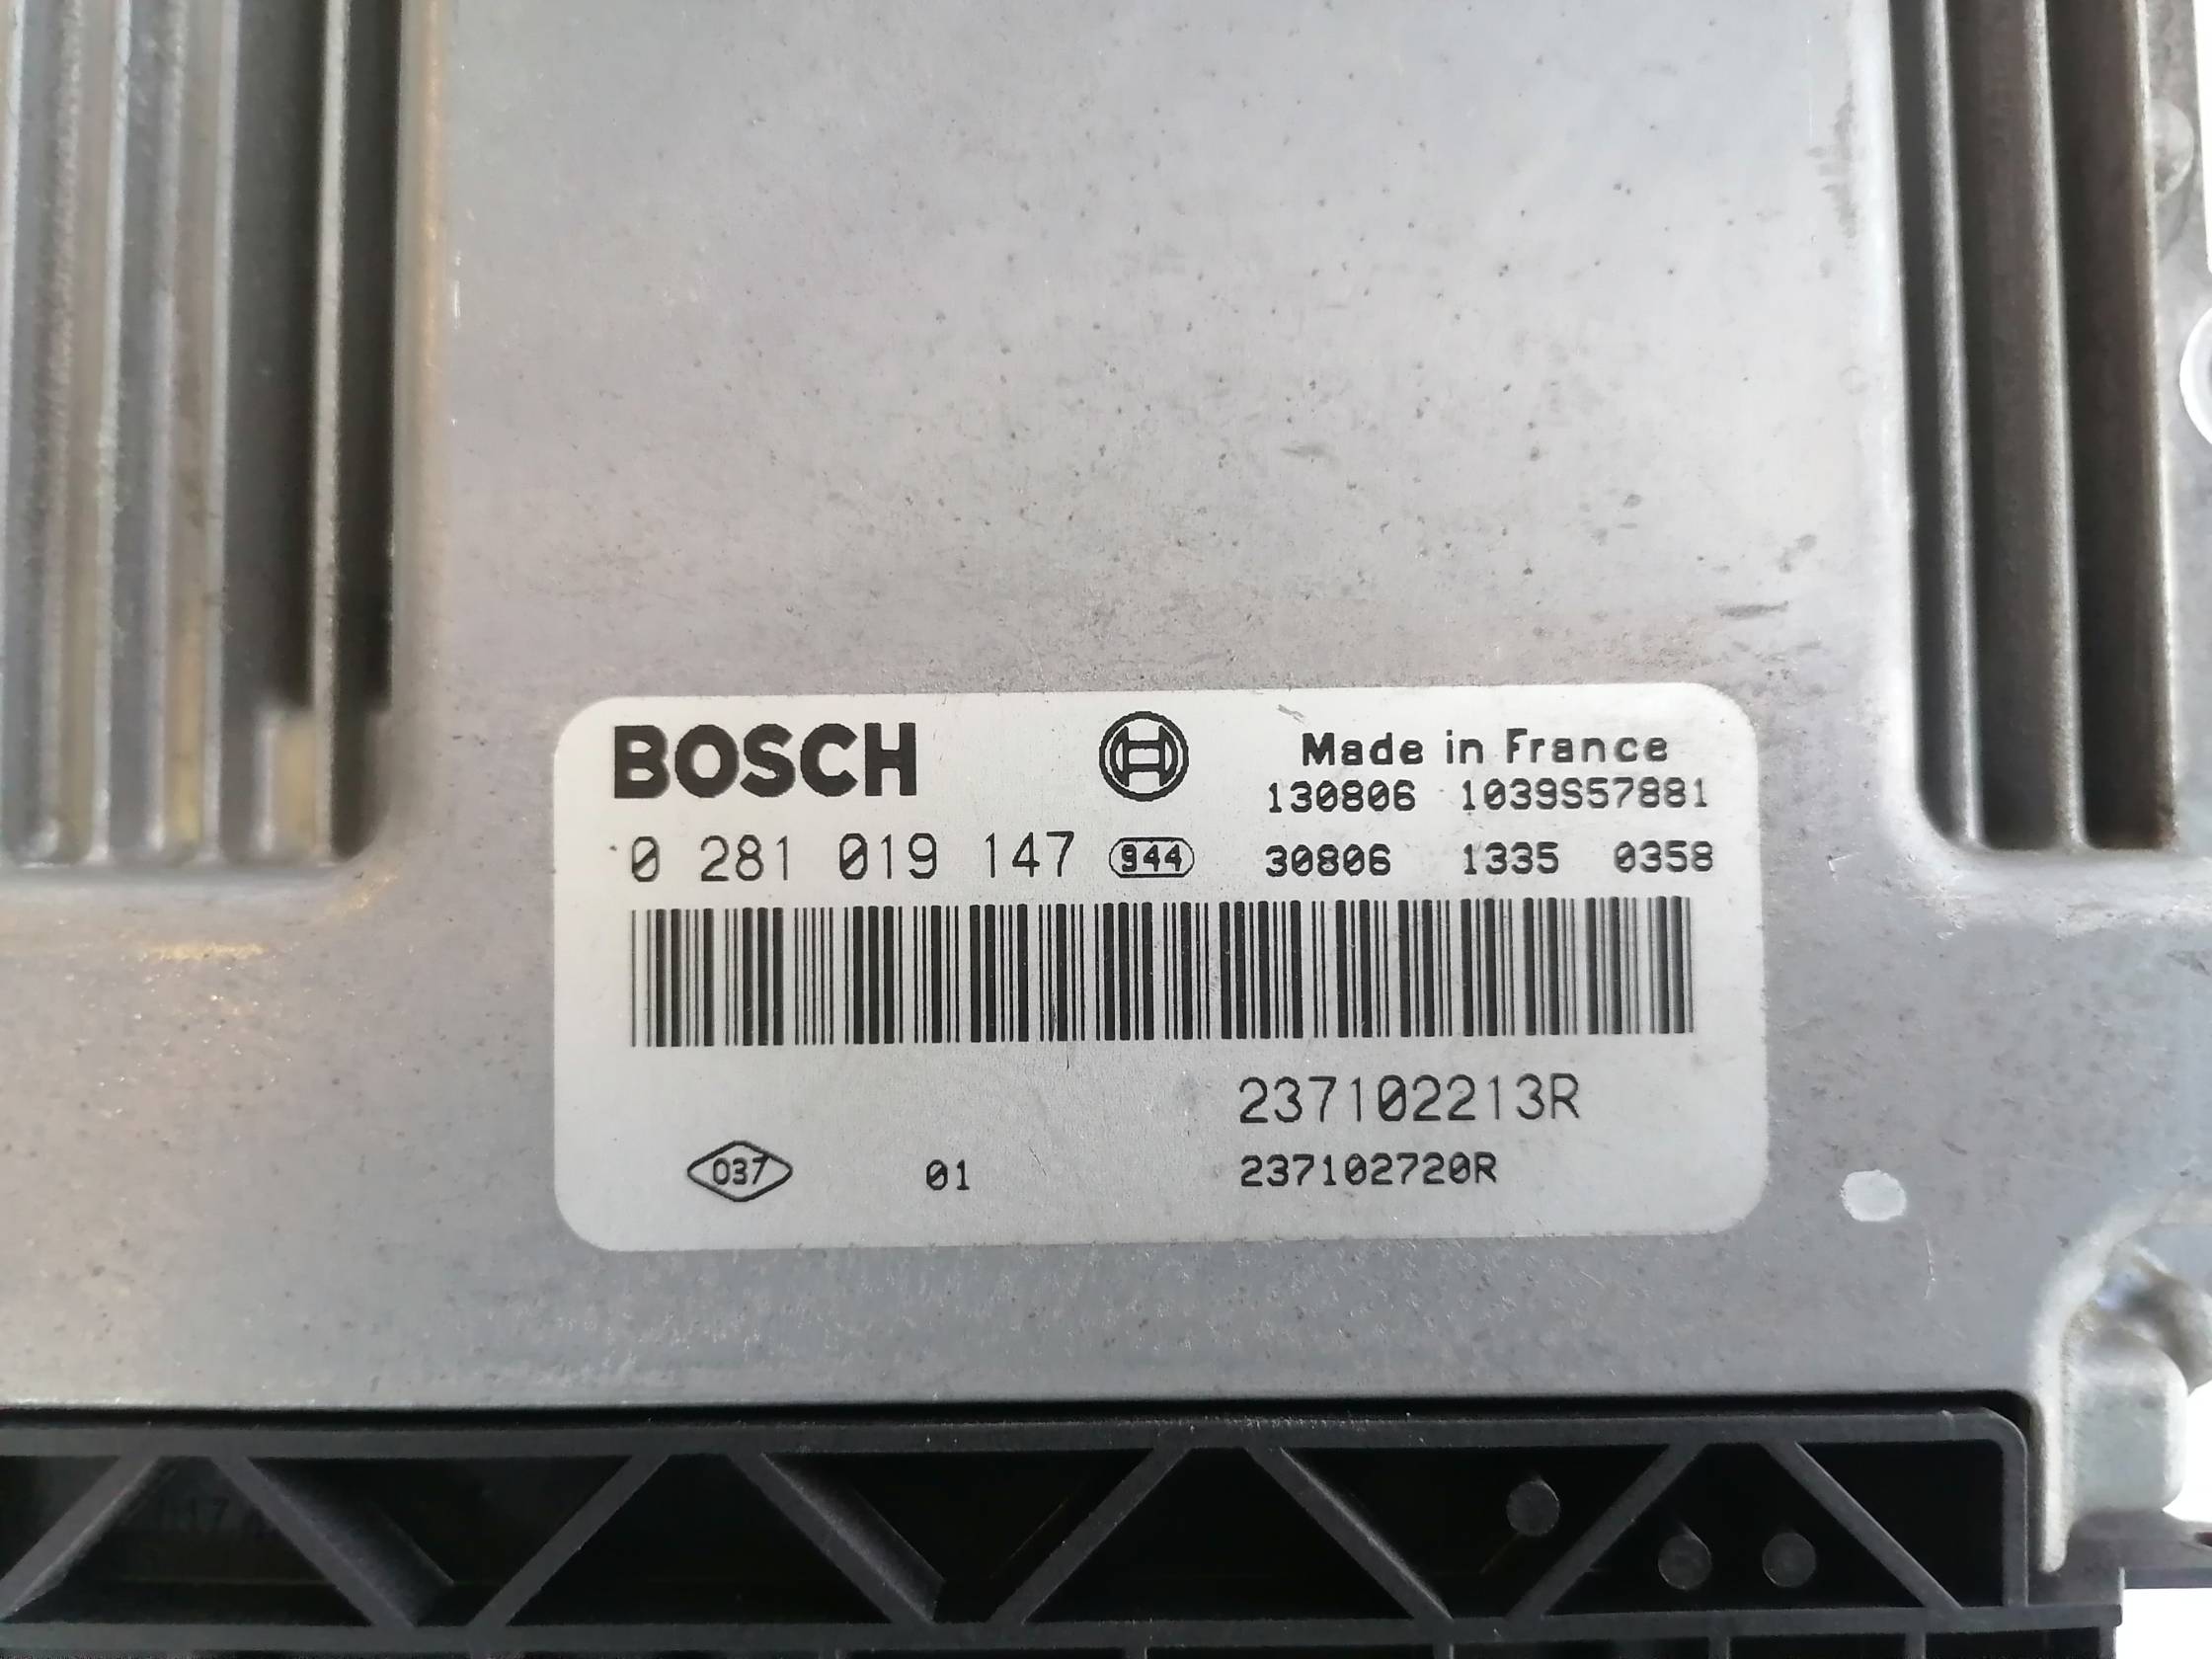 BOSCH
Made in France
130806 1039S57881
0 281 019 147 944 30806 1335 0358
237102213R
037 01 237102720R